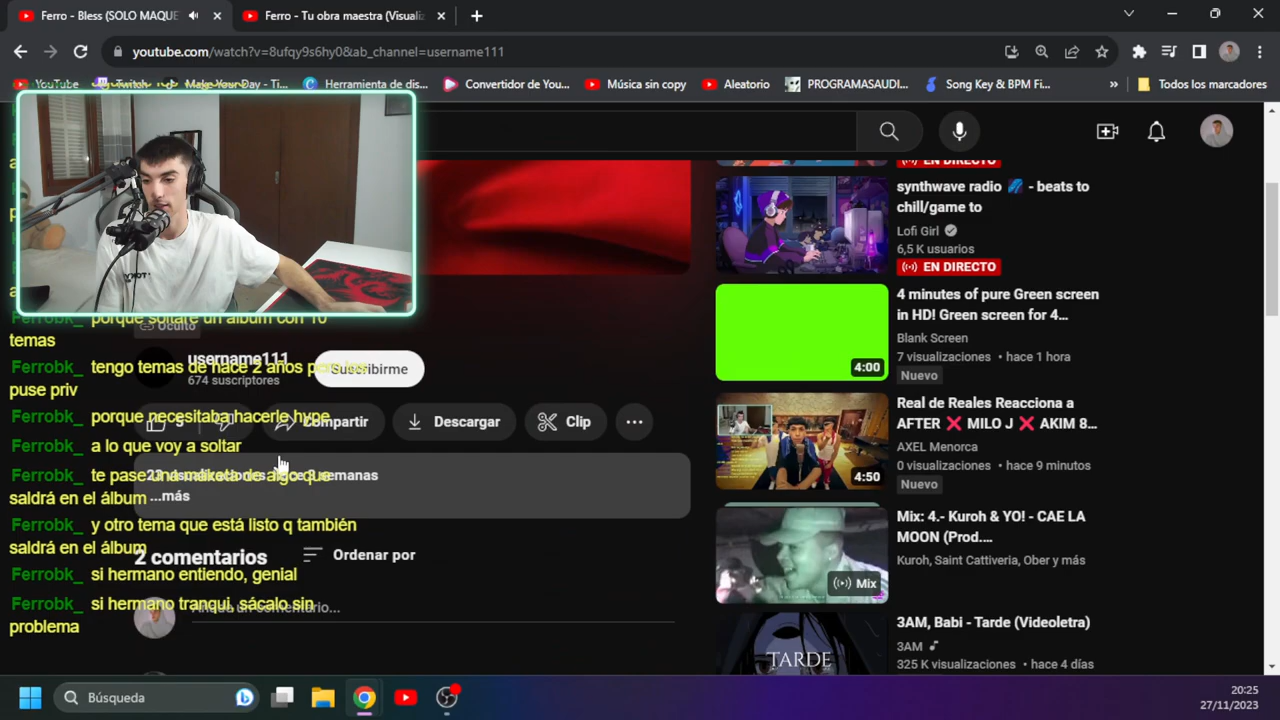 Ferro - Bless (SOLO MAQUE
Ferro - Tu obra maestra (Visualiz
youtube.com/watch?v=8ufqy9s6hy0&ab_channel=username111
YouTube
Twitch
Make Your Day - Ti...
Herramienta de dis...
Convertidor de You...
Música sin copy
Aleatorio
PROGRAMASAUDI...
Song Key & BPM Fi...
»
Todos los marcadores
EN DIRECTO
synthwave radio 🌌 - beats to
chill/game to
Lofi Girl
6,5 K usuarios
EN DIRECTO
4 minutes of pure Green screen
in HD! Green screen for 4...
Blank Screen
7 visualizaciones • hace 1 hora
Nuevo
4:00
Real de Reales Reacciona a
AFTER ❌ MILO J ❌ AKIM 8...
AXEL Menorca
0 visualizaciones • hace 9 minutos
Nuevo
4:50
Mix: 4.- Kuroh & YO! - CAE LA
MOON (Prod....
Kuroh, Saint Cattiveria, Ober y más
Mix
3AM, Babi - Tarde (Videoletra)
3AM
325 K visualizaciones • hace 4 días
TARDE
Oculto
username111
674 suscriptores
Suscribirme
Compartir
Descargar
Clip
hace 3 semanas
...más
2 comentarios
Ordenar por
Ferrobk_ porque soltaré un álbum con 10
temas
Ferrobk_ tengo temas de hace 2 años
puse priv
Ferrobk_ porque necesitaba hacerle hype
Ferrobk_ a lo que voy a soltar
Ferrobk_ te pase una maketa de algo que
saldrá en el álbum
Ferrobk_ y otro tema que está listo q también
saldrá en el álbum
Ferrobk_ si hermano entiendo, genial
Ferrobk_ si hermano tranqui, sácalo sin
problema
Búsqueda
20:25
27/11/2023